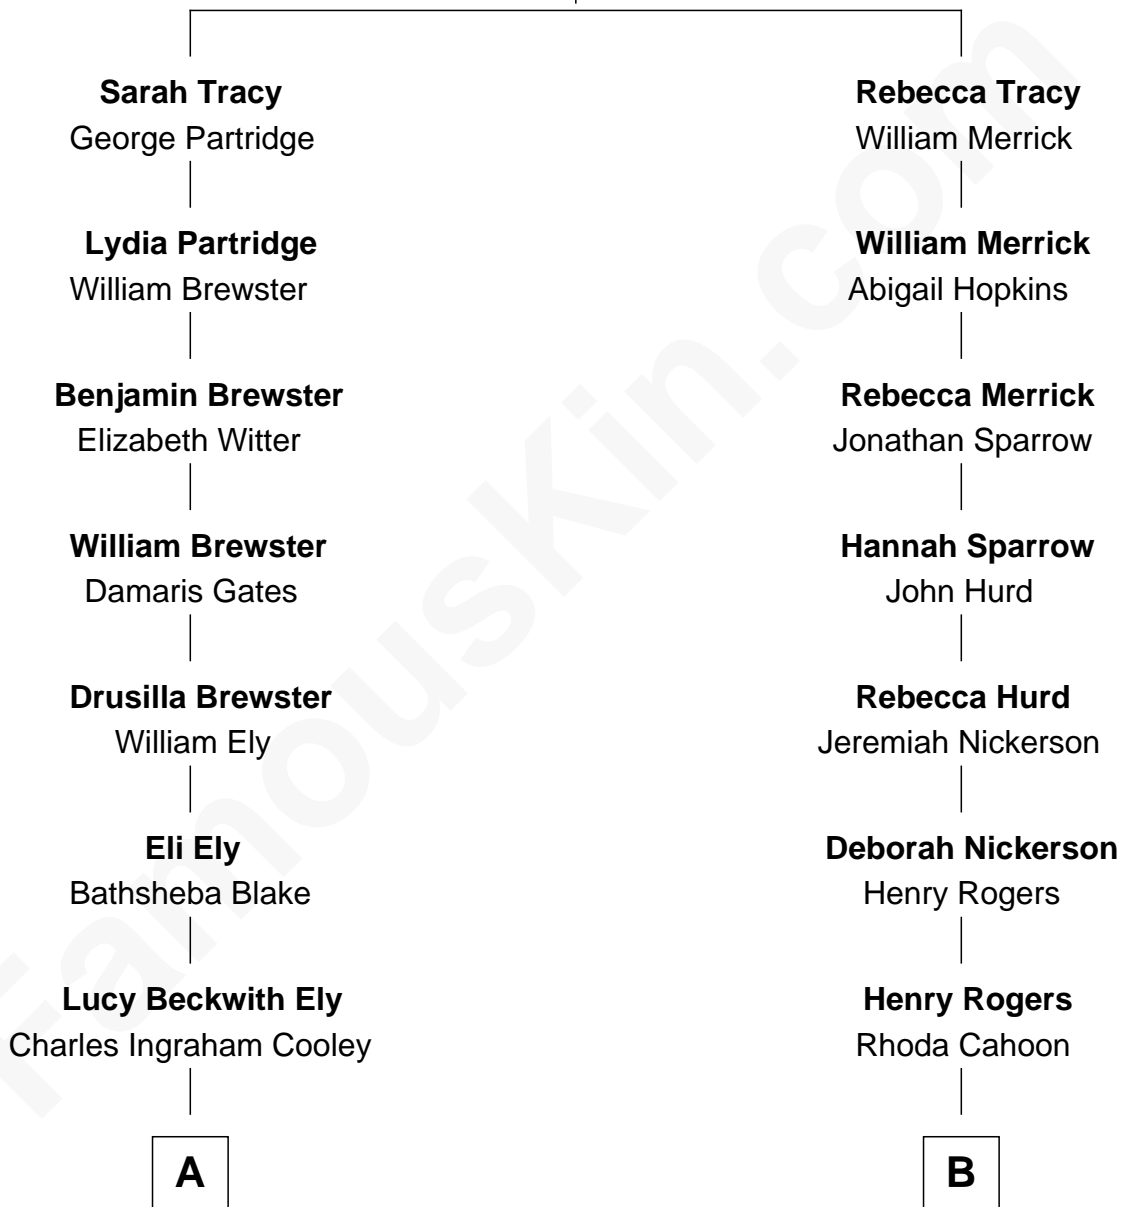 Sarah Tracy
George Partridge
Rebecca Tracy
William Merrick
Lydia Partridge
William Brewster
William Merrick
Abigail Hopkins
Benjamin Brewster
Elizabeth Witter
Rebecca Merrick
Jonathan Sparrow
William Brewster
Damaris Gates
Hannah Sparrow
John Hurd
Drusilla Brewster
William Ely
Rebecca Hurd
Jeremiah Nickerson
Eli Ely
Bathsheba Blake
Deborah Nickerson
Henry Rogers
Lucy Beckwith Ely
Charles Ingraham Cooley
Henry Rogers
Rhoda Cahoon
A
B
FamousKin.com